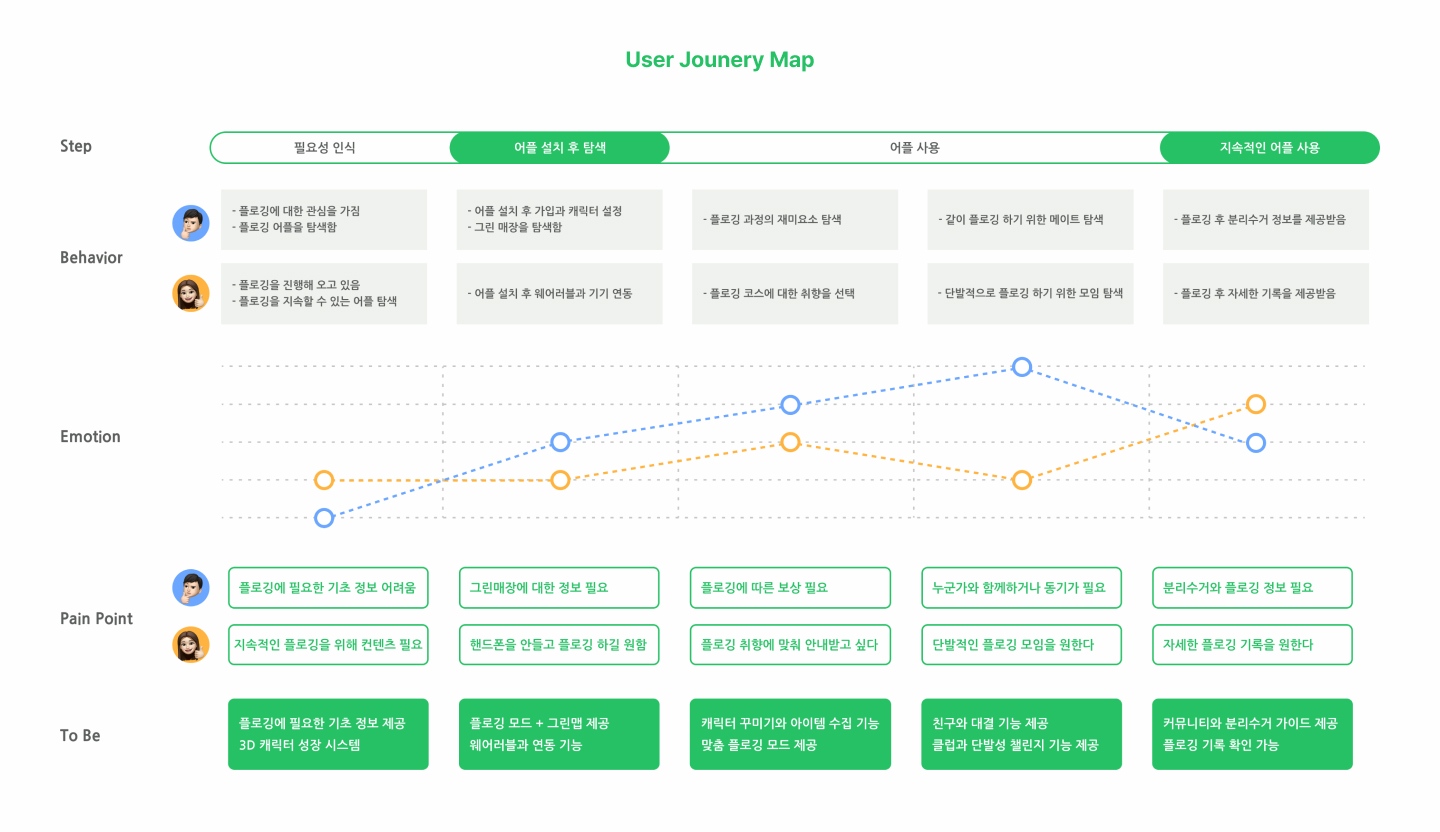 User Jounery Map
Step
필요성 인식
어플 설치 후 탐색
어플 사용
지속적인 어플 사용
Behavior
- 플로깅에 대한 관심을 가짐
- 플로깅 어플을 탐색함
- 어플 설치 후 가입과 캐릭터 설정
- 그린 매장을 탐색함
- 플로깅 과정의 재미요소 탐색
- 같이 플로깅 하기 위한 메이트 탐색
- 플로깅 후 분리수거 정보를 제공받음
- 플로깅을 진행해 오고 있음
- 플로깅을 지속할 수 있는 어플 탐색
- 어플 설치 후 웨어러블과 기기 연동
- 플로깅 코스에 대한 취향을 선택
- 단발적으로 플로깅 하기 위한 모임 탐색
- 플로깅 후 자세한 기록을 제공받음
Emotion
Pain Point
플로깅에 필요한 기초 정보 어려움
그린매장에 대한 정보 필요
플로깅에 따른 보상 필요
누군가와 함께하거나 동기가 필요
분리수거와 플로깅 정보 필요
지속적인 플로깅을 위해 컨텐츠 필요
핸드폰을 안들고 플로깅 하길 원함
플로깅 취향에 맞춰 안내받고 싶다
단발적인 플로깅 모임을 원한다
자세한 플로깅 기록을 원한다
To Be
플로깅에 필요한 기초 정보 제공
3D 캐릭터 성장 시스템
플로깅 모드 + 그린맵 제공
웨어러블과 연동 기능
캐릭터 꾸미기와 아이템 수집 기능
맞춤 플로깅 모드 제공
친구와 대결 기능 제공
클럽과 단발성 챌린지 기능 제공
커뮤니티와 분리수거 가이드 제공
플로깅 기록 확인 가능